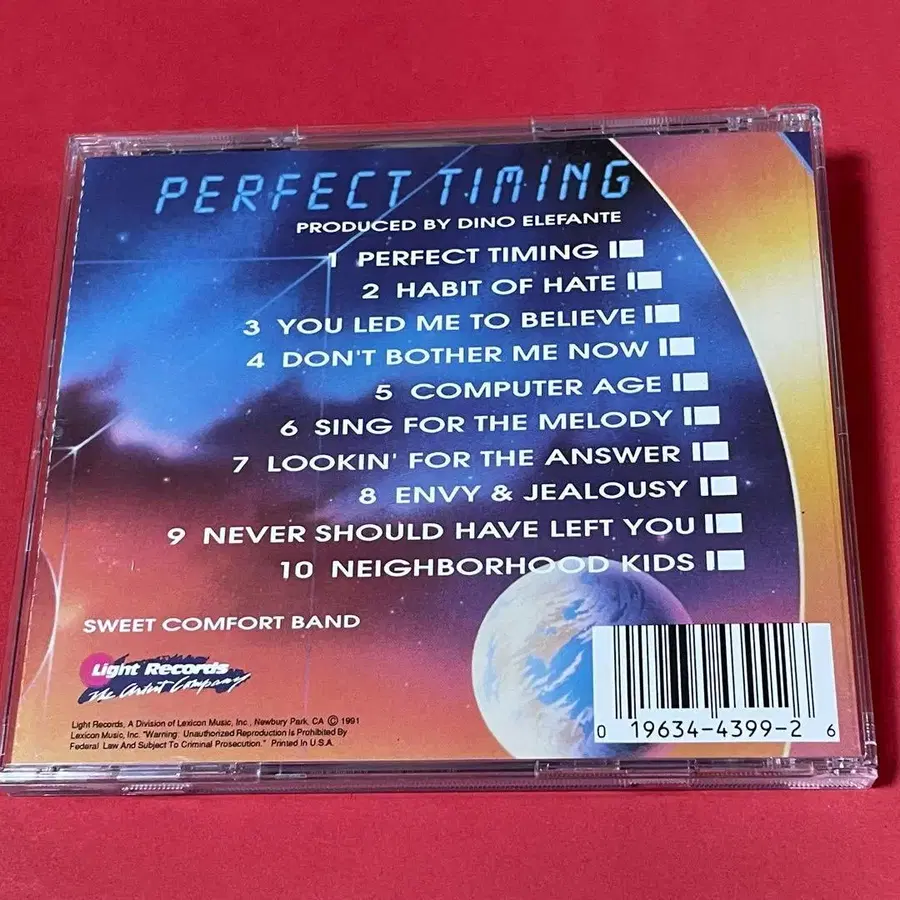 PERFECT TIMING
PRODUCED BY DINO ELEFANTE
1 PERFECT TIMING
2 HABIT OF HATE
3 YOU LED ME TO BELIEVE
4 DON'T BOTHER ME NOW
5 COMPUTER AGE
6 SING FOR THE MELODY
7 LOOKIN' FOR THE ANSWER
8 ENVY & JEALOUSY
9 NEVER SHOULD HAVE LEFT YOU
10 NEIGHBORHOOD KIDS
SWEET COMFORT BAND
Light Records
The Artist Company
Light Records, A Division of Lexicon Music, Inc., Newbury Park, CA © 1991
Lexicon Music, Inc. "Warning: Unauthorized Reproduction Is Prohibited By
Federal Law And Subject To Criminal Prosecution." Printed In U.S.A.
0 19634-4399-2 6